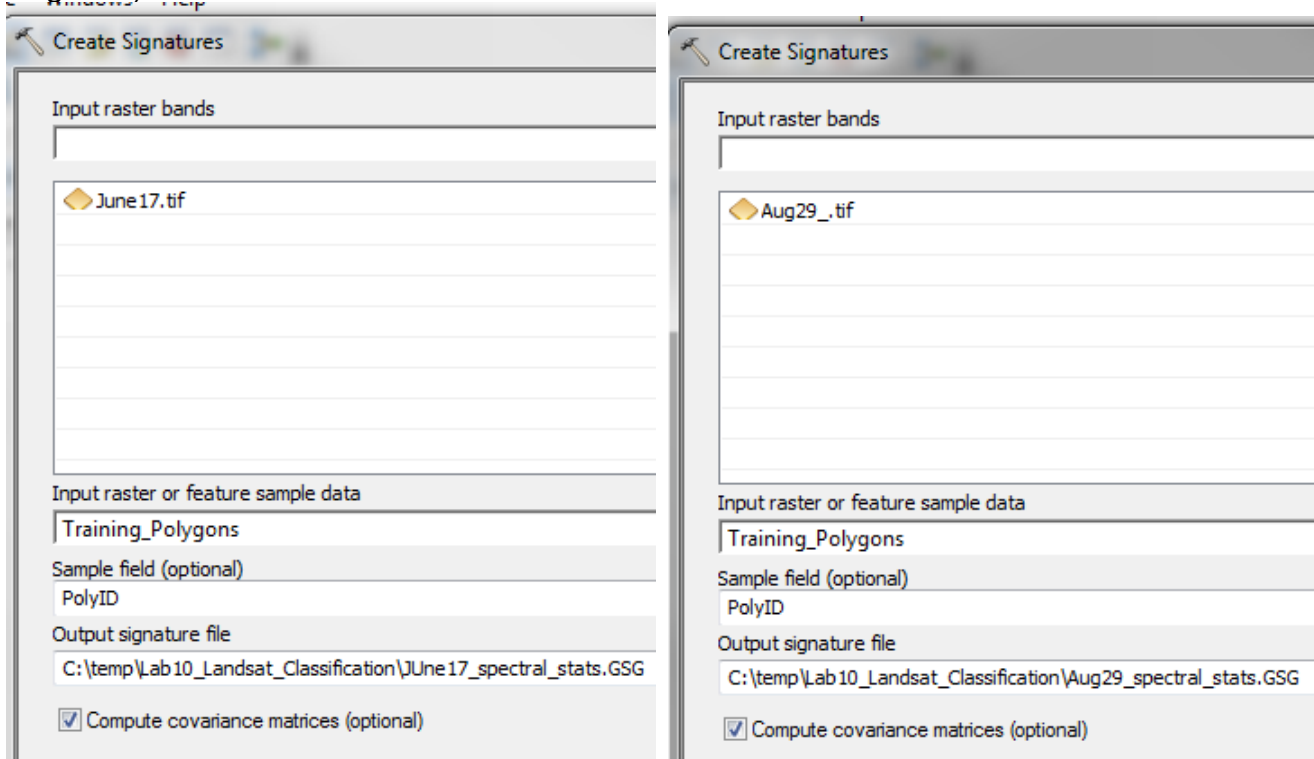 Create Signatures
Input raster bands
June17.tif
Input raster or feature sample data
Training_Polygons
Sample field (optional)
PolyID
Output signature file
C:\temp\Lab10_Landsat_Classification\JUne17_spectral_stats.GSG
Compute covariance matrices (optional)
Create Signatures
Input raster bands
Aug29_.tif
Input raster or feature sample data
Training_Polygons
Sample field (optional)
PolyID
Output signature file
C:\temp\Lab10_Landsat_Classification\Aug29_spectral_stats.GSG
Compute covariance matrices (optional)